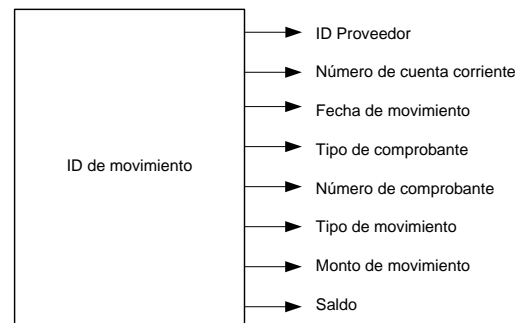 ID Proveedor
Número de cuenta corriente
Fecha de movimiento
Tipo de comprobante
ID de movimiento
Número de comprobante
Tipo de movimiento
Monto de movimiento
Saldo